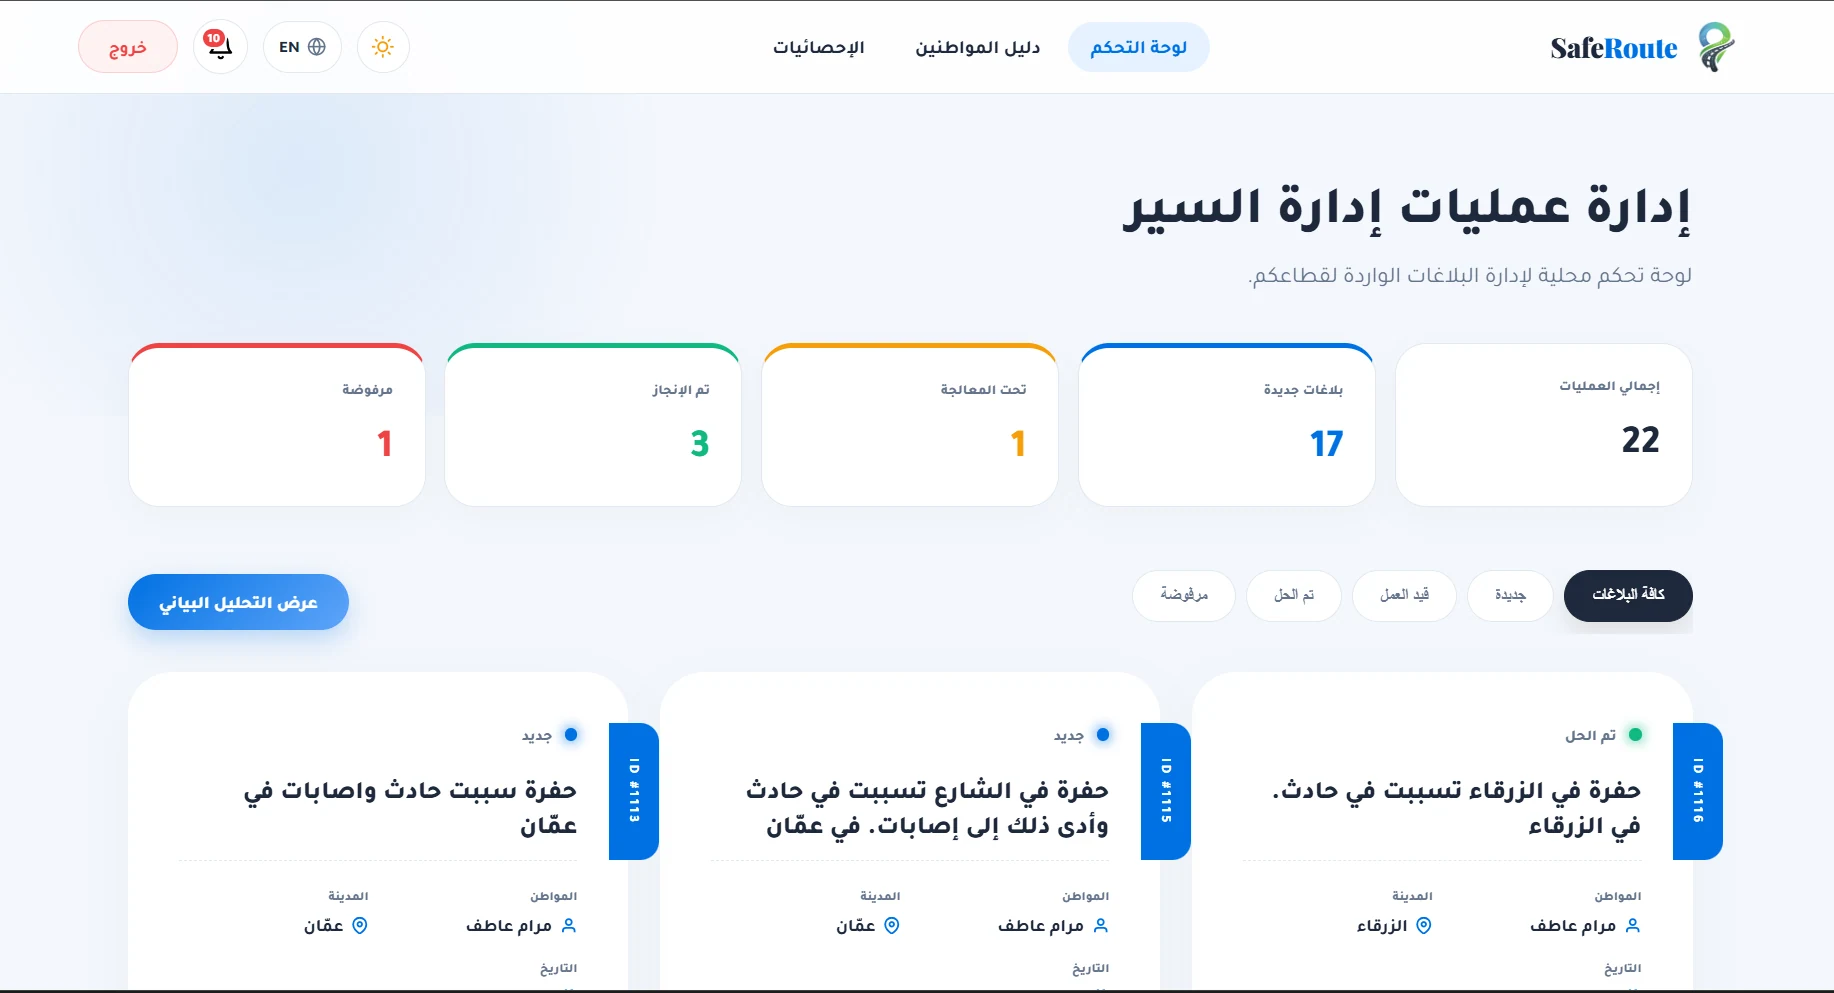 SafeRoute
لوحة التحكم
دليل المواطنين
الإحصائيات
EN
10
خروج
إدارة عمليات إدارة السير
لوحة تحكم محلية لإدارة البلاغات الواردة لقطاعكم.
إجمالي العمليات
22
بلاغات جديدة
17
تحت المعالجة
1
تم الإنجاز
3
مرفوضة
1
كافة البلاغات
جديدة
قيد العمل
تم الحل
مرفوضة
عرض التحليل البياني
ID #1116
تم الحل
حفرة في الزرقاء تسببت في حادث.
في الزرقاء
المواطن
مرام عاطف
المدينة
الزرقاء
التاريخ
ID #1115
جديد
حفرة في الشارع تسببت في حادث
وأدى ذلك إلى إصابات. في عمّان
المواطن
مرام عاطف
المدينة
عمّان
التاريخ
ID #1113
جديد
حفرة سببت حادث واصابات في
عمّان
المواطن
مرام عاطف
المدينة
عمّان
التاريخ